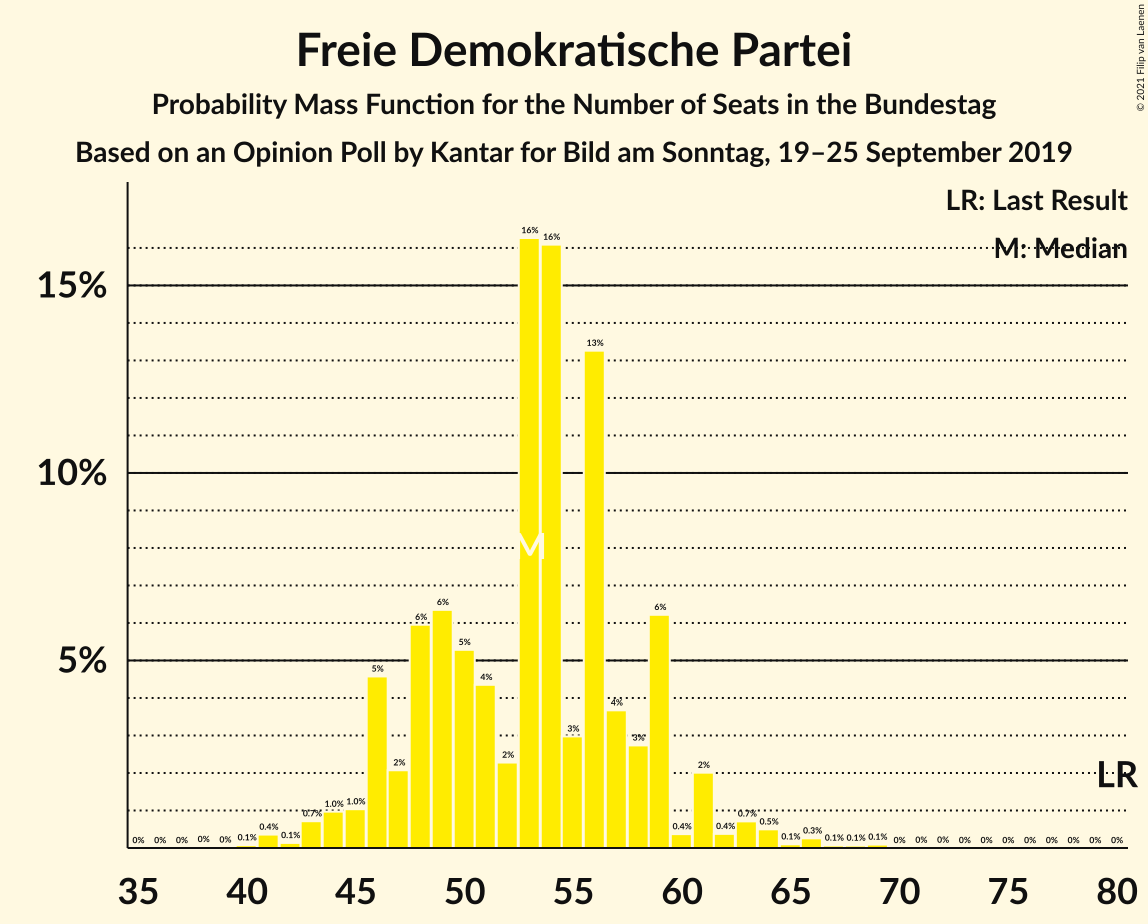 Freie Demokratische Partei
Probability Mass Function for the Number of Seats in the Bundestag
Based on an Opinion Poll by Kantar for Bild am Sonntag, 19–25 September 2019
© 2021 Filip van Laenen
LR: Last Result
M: Median
15%
10%
5%
0% 0% 0% 0% 0% 0.1% 0.4% 0.1% 0.7% 1.0% 1.0% 5% 2% 6% 6% 5% 4% 2% 16% 16% 3% 13% 4% 3% 6% 0.4% 2% 0.4% 0.7% 0.5% 0.1% 0.3% 0.1% 0.1% 0.1% 0% 0% 0% 0% 0% 0% 0% 0% 0% 0% 0%
M
LR
35 40 45 50 55 60 65 70 75 80